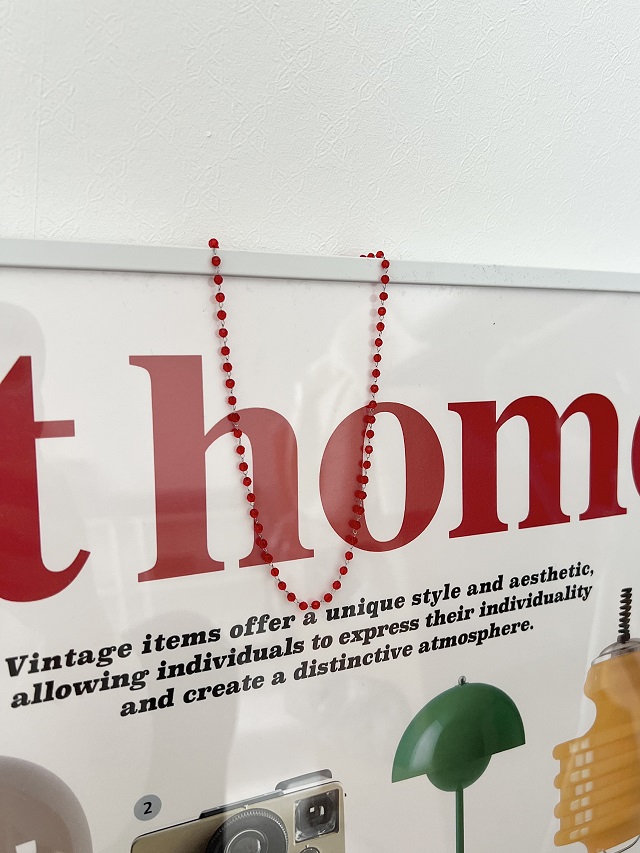 t home
Vintage items offer a unique style and aesthetic,
allowing individuals to express their individuality
and create a distinctive atmosphere.
2